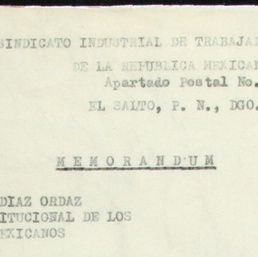 SINDICATO INDUSTRIAL DE TRABAJAD
DE LA REPUBLICA MEXICAN
Apartado Postal No.
EL SALTO, P. N., DGO.
MEMORANDUM
DIAZ ORDAZ
ITUCIONAL DE LOS
EXICANOS